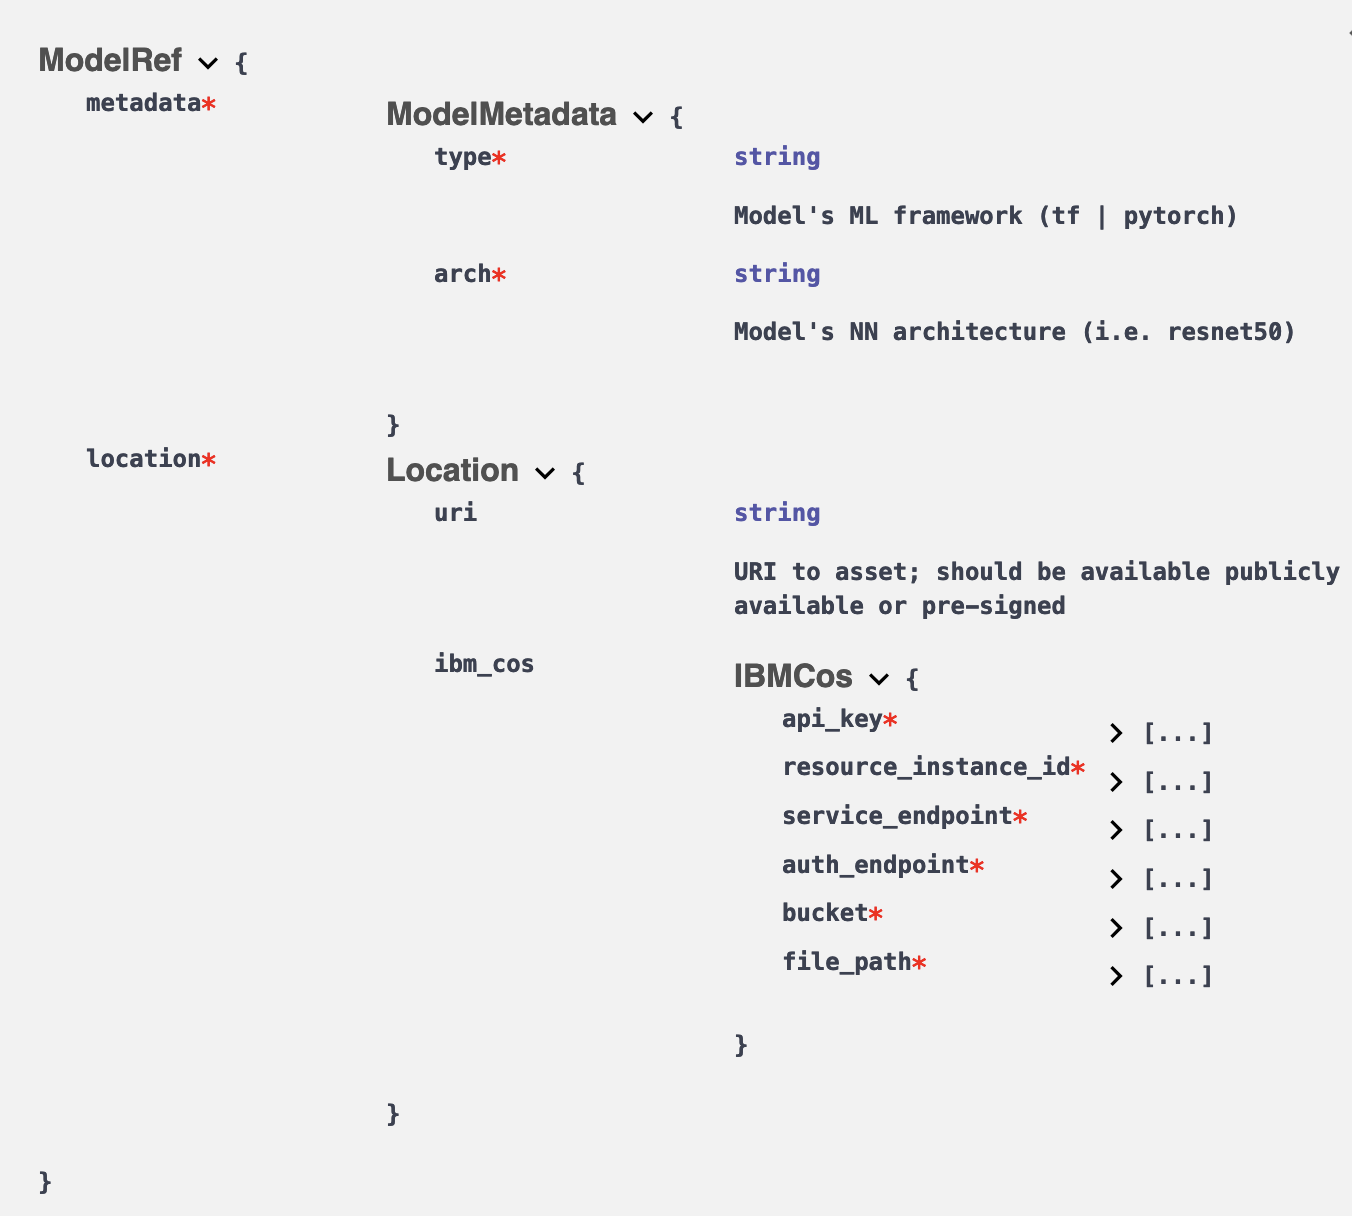 ModelRef {
metadata*
ModelMetadata {
type* string
Model's ML framework (tf | pytorch)
arch* string
Model's NN architecture (i.e. resnet50)
}
location*
Location {
uri string
URI to asset; should be available publicly
available or pre-signed
ibm_cos
IBMCos {
api_key* [...]
resource_instance_id* [...]
service_endpoint* [...]
auth_endpoint* [...]
bucket* [...]
file_path* [...]
}
}
}